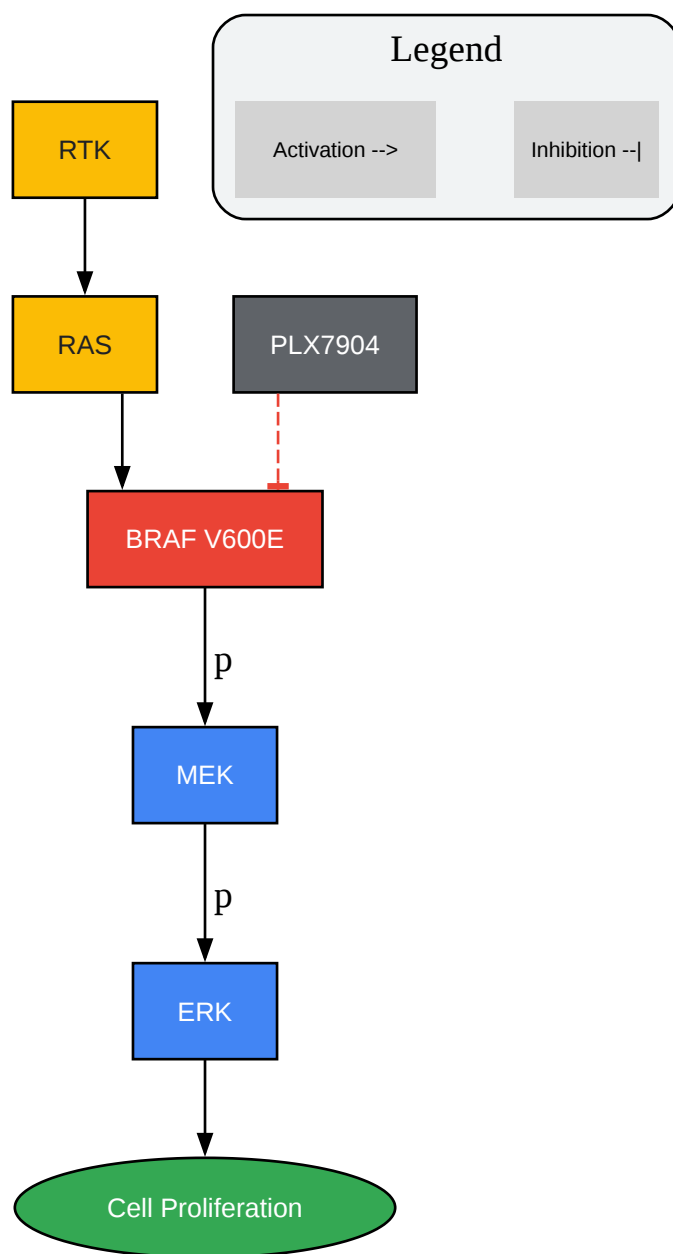 Legend
RTK
Activation -->
Inhibition --|
RAS
PLX7904
BRAF V600E
p
MEK
p
ERK
Cell Proliferation